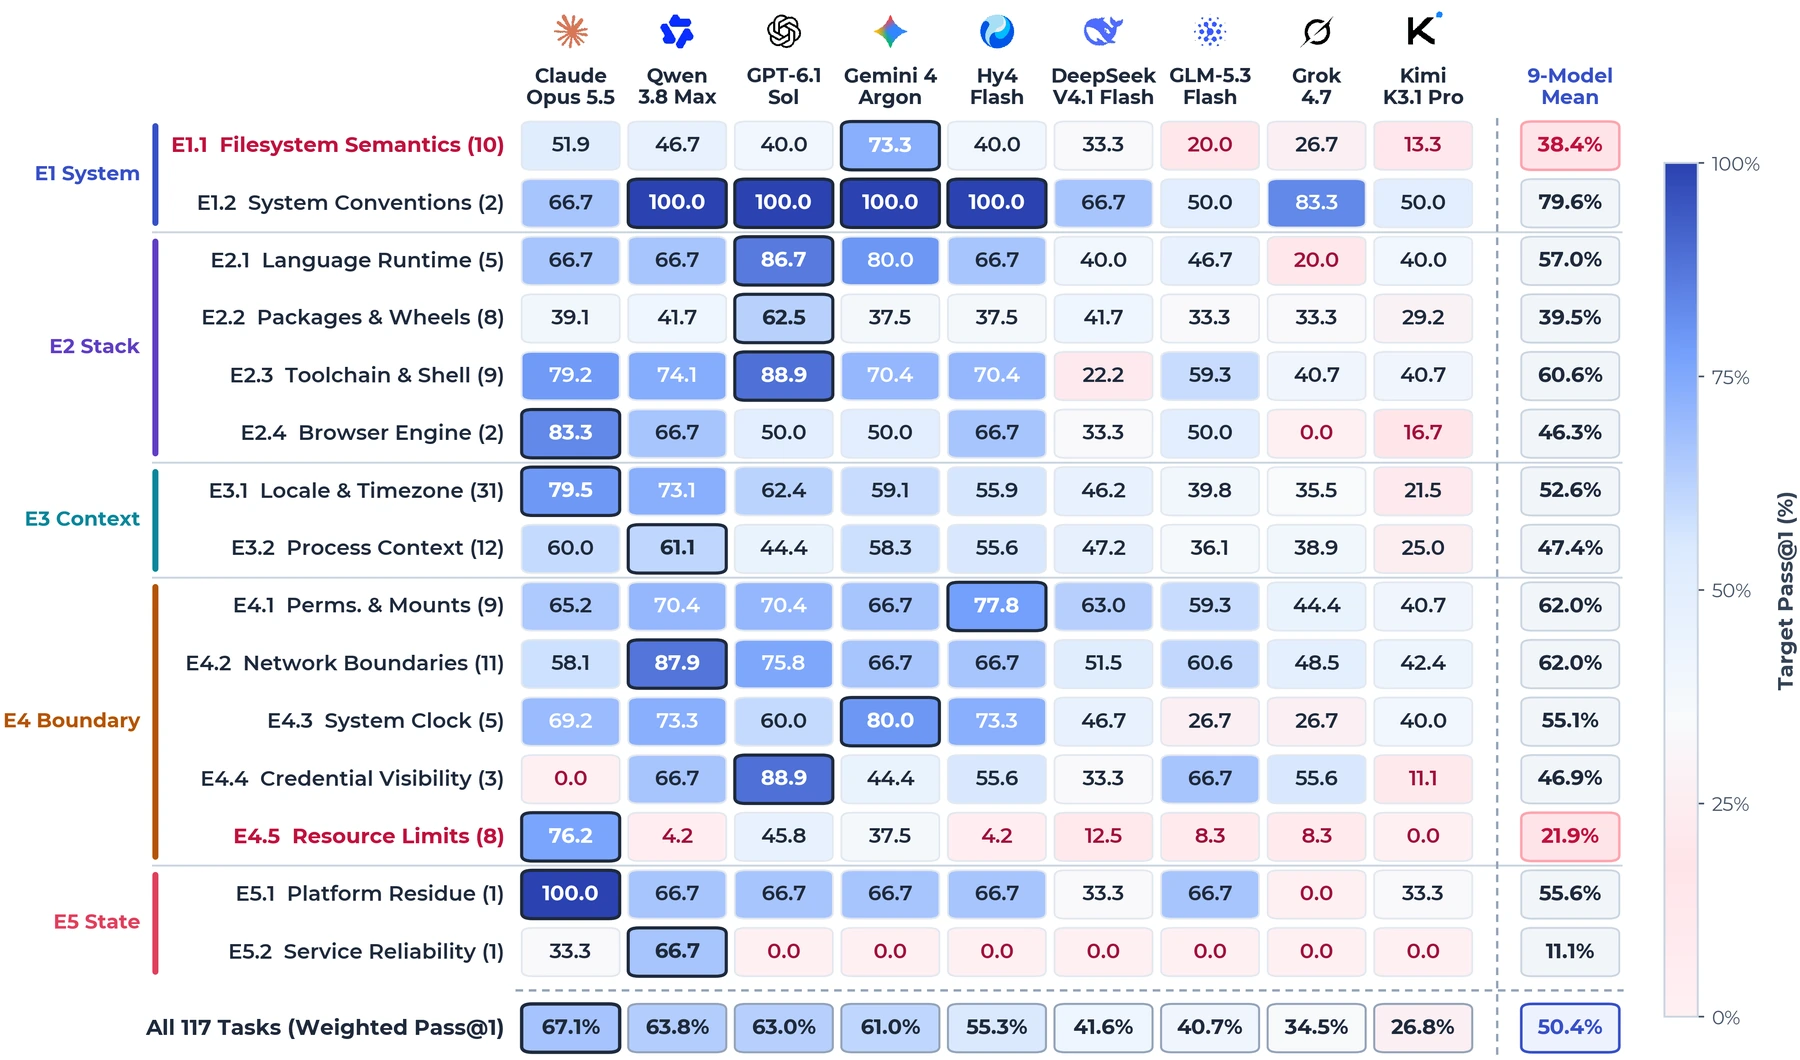 Claude Opus 5.5
Qwen 3.8 Max
GPT-6.1 Sol
Gemini 4 Argon
Hy4 Flash
DeepSeek V4.1 Flash
GLM-5.3 Flash
Grok 4.7
Kimi K3.1 Pro
9-Model Mean
E1 System
E1.1 Filesystem Semantics (10) 51.9 46.7 40.0 73.3 40.0 33.3 20.0 26.7 13.3 38.4%
E1.2 System Conventions (2) 66.7 100.0 100.0 100.0 100.0 66.7 50.0 83.3 50.0 79.6%
E2 Stack
E2.1 Language Runtime (5) 66.7 66.7 86.7 80.0 66.7 40.0 46.7 20.0 40.0 57.0%
E2.2 Packages & Wheels (8) 39.1 41.7 62.5 37.5 37.5 41.7 33.3 33.3 29.2 39.5%
E2.3 Toolchain & Shell (9) 79.2 74.1 88.9 70.4 70.4 22.2 59.3 40.7 40.7 60.6%
E2.4 Browser Engine (2) 83.3 66.7 50.0 50.0 66.7 33.3 50.0 0.0 16.7 46.3%
E3 Context
E3.1 Locale & Timezone (31) 79.5 73.1 62.4 59.1 55.9 46.2 39.8 35.5 21.5 52.6%
E3.2 Process Context (12) 60.0 61.1 44.4 58.3 55.6 47.2 36.1 38.9 25.0 47.4%
E4 Boundary
E4.1 Perms. & Mounts (9) 65.2 70.4 70.4 66.7 77.8 63.0 59.3 44.4 40.7 62.0%
E4.2 Network Boundaries (11) 58.1 87.9 75.8 66.7 66.7 51.5 60.6 48.5 42.4 62.0%
E4.3 System Clock (5) 69.2 73.3 60.0 80.0 73.3 46.7 26.7 26.7 40.0 55.1%
E4.4 Credential Visibility (3) 0.0 66.7 88.9 44.4 55.6 33.3 66.7 55.6 11.1 46.9%
E4.5 Resource Limits (8) 76.2 4.2 45.8 37.5 4.2 12.5 8.3 8.3 0.0 21.9%
E5 State
E5.1 Platform Residue (1) 100.0 66.7 66.7 66.7 66.7 33.3 66.7 0.0 33.3 55.6%
E5.2 Service Reliability (1) 33.3 66.7 0.0 0.0 0.0 0.0 0.0 0.0 0.0 11.1%
All 117 Tasks (Weighted Pass@1) 67.1% 63.8% 63.0% 61.0% 55.3% 41.6% 40.7% 34.5% 26.8% 50.4%
100%
75%
50%
25%
0%
Target Pass@1 (%)